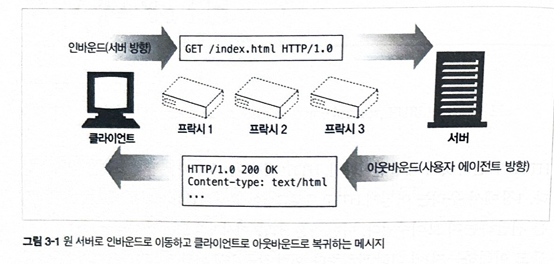 인바운드(서버 방향)
GET /index.html HTTP/1.0
클라이언트
프락시 1
프락시 2
프락시 3
서버
HTTP/1.0 200 OK
Content-type: text/html
...
아웃바운드(사용자 에이전트 방향)
그림 3-1 원 서버로 인바운드로 이동하고 클라이언트로 아웃바운드로 복귀하는 메시지